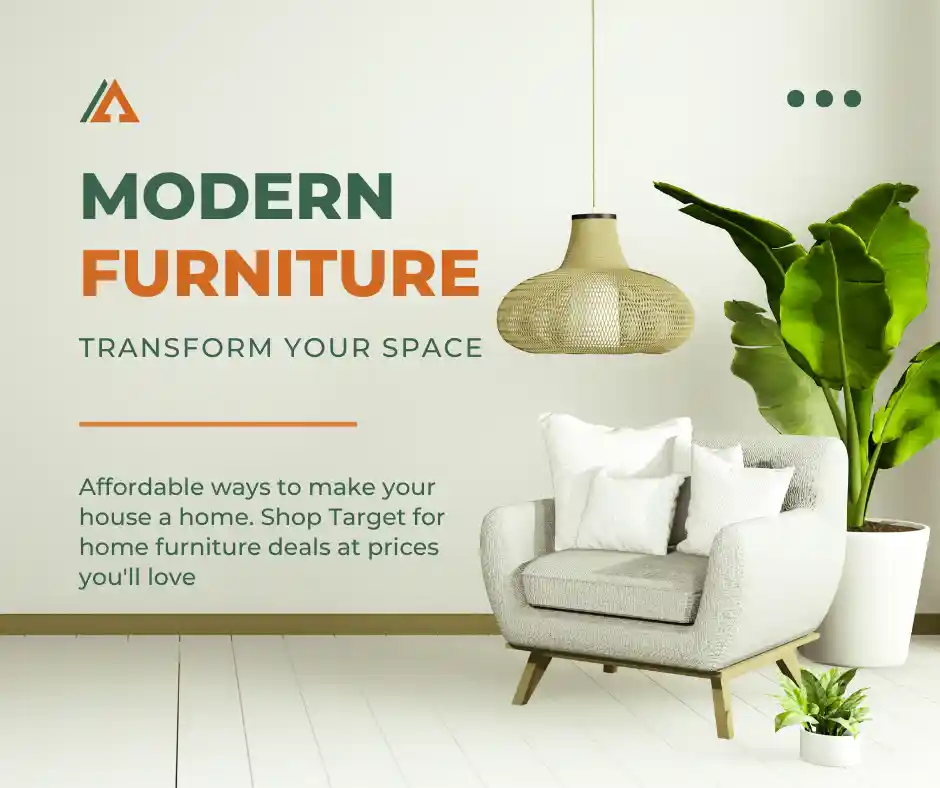 MODERN
FURNITURE
TRANSFORM YOUR SPACE
Affordable ways to make your
house a home. Shop Target for
home furniture deals at prices
you'll love